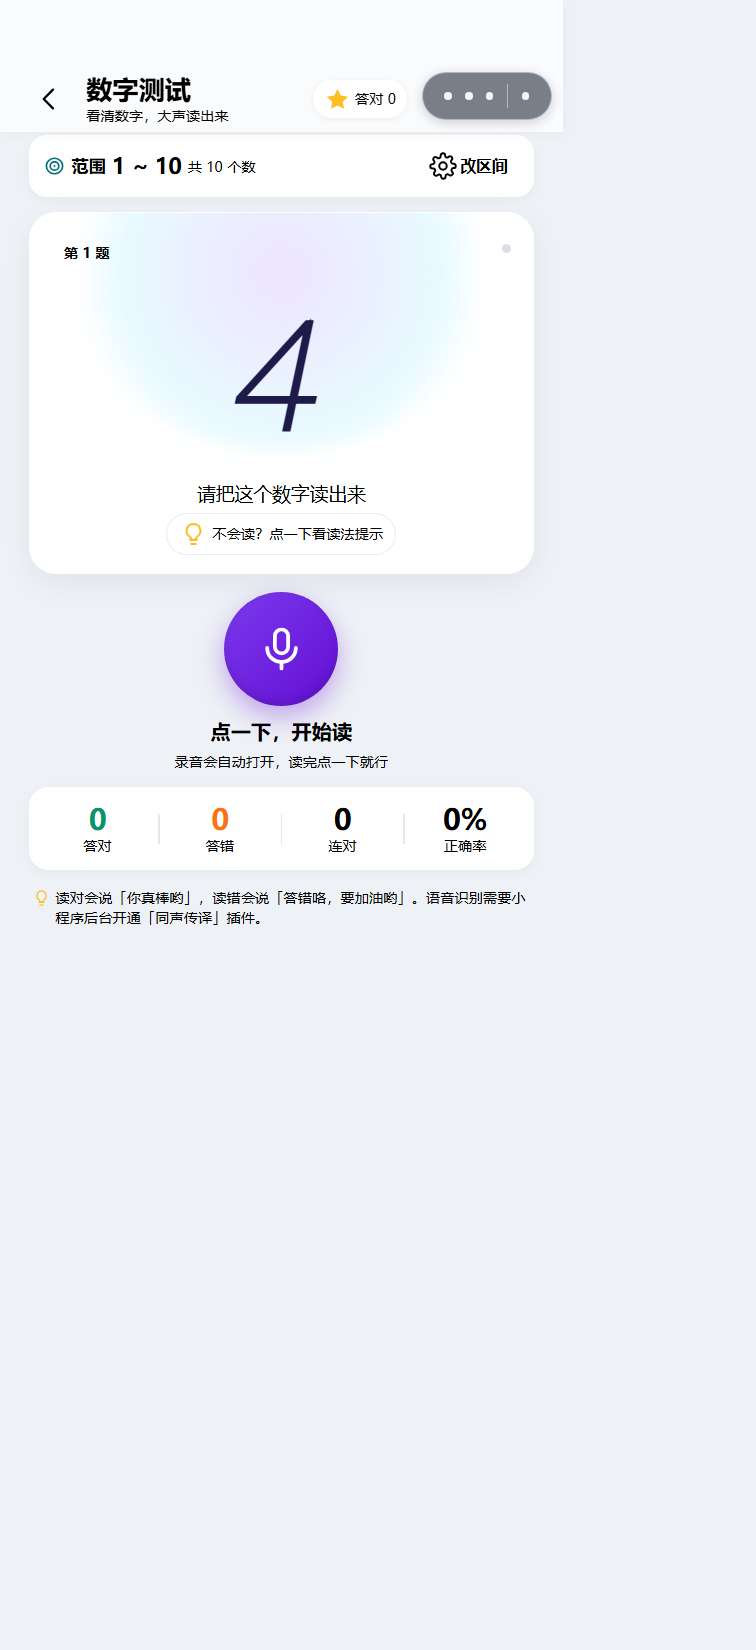 数字测试
看清数字，大声读出来
答对 0
范围 1 ~ 10 共 10 个数
改区间
第 1 题
4
请把这个数字读出来
不会读？点一下看读法提示
点一下，开始读
录音会自动打开，读完点一下就行
0 0 0 0%
答对 答错 连对 正确率
读对会说「你真棒哟」，读错会说「答错咯，要加油哟」。语音识别需要小
程序后台开通「同声传译」插件。